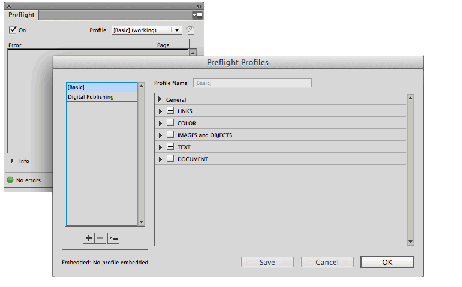 Preflight
On
Profile:
[Basic] (working)
Error
Page
Info
No errors
Preflight Profiles
[Basic]
Digital Publishing
Profile Name:
[Basic]
General
LINKS
COLOR
IMAGES and OBJECTS
TEXT
DOCUMENT
Embedded: No profile embedded
Save
Cancel
OK